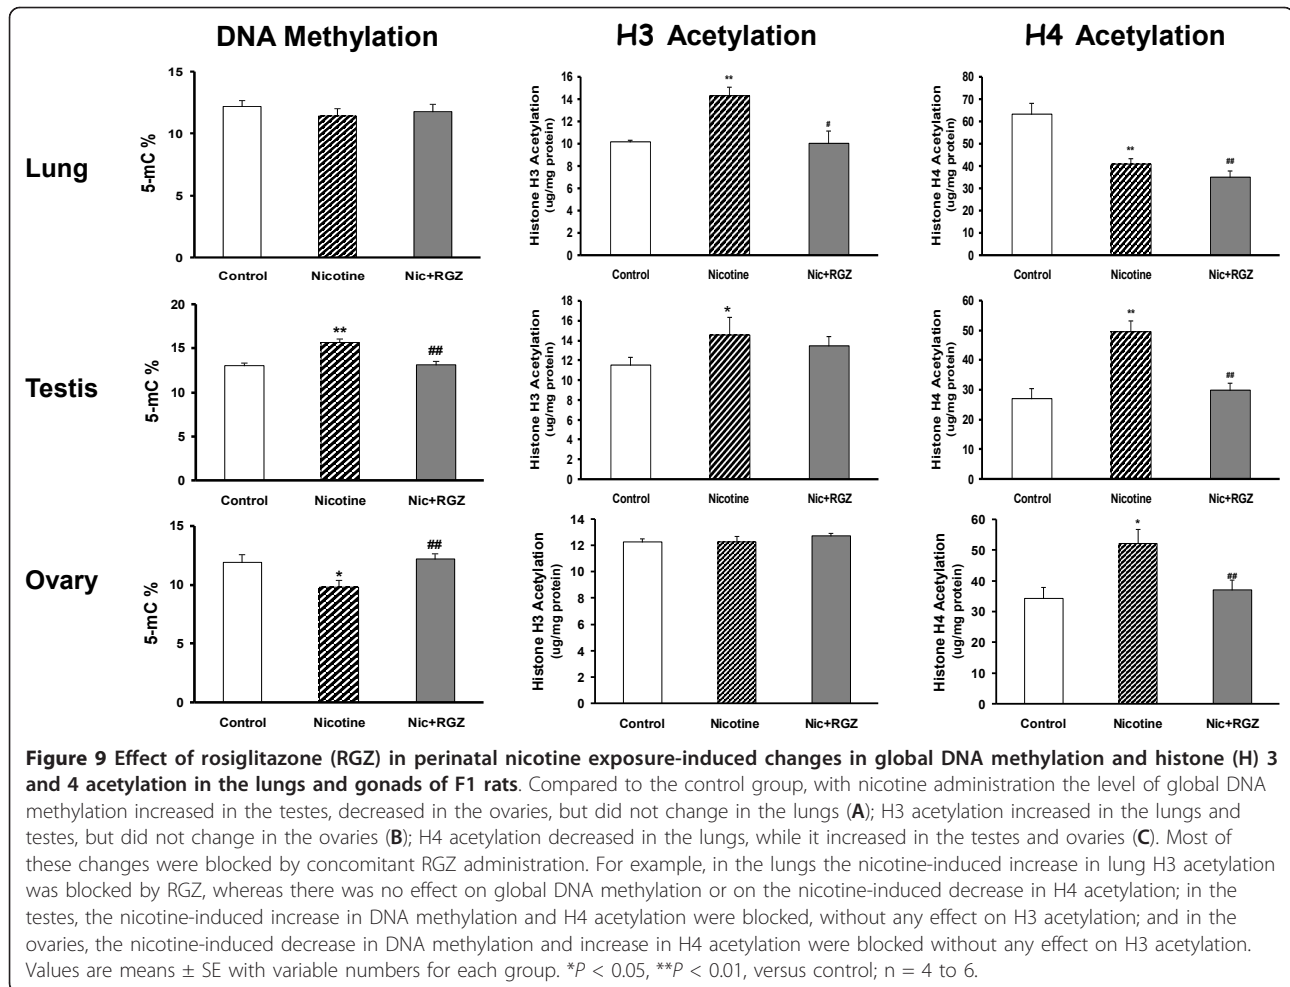 DNA Methylation
H3 Acetylation
H4 Acetylation
Lung
5-mC %
15
10
5
0
Control Nicotine Nic+RGZ
Histone H3 Acetylation
(ug/mg protein)
16
14
12
10
8
6
4
2
0
**
#
Control Nicotine Nic+RGZ
Histone H4 Acetylation
(ug/mg protein)
80
70
60
50
40
30
20
10
0
**
##
Control Nicotine Nic+RGZ
Testis
5-mC %
20
15
10
5
0
**
##
Control Nicotine Nic+RGZ
Histone H3 Acetylation
(ug/mg protein)
18
16
14
12
10
8
6
4
2
0
*
Control Nicotine Nic+RGZ
Histone H4 Acetylation
(ug/mg protein)
60
50
40
30
20
10
0
**
##
Control Nicotine Nic+RGZ
Ovary
5-mC %
15
10
5
0
*
##
Control Nicotine Nic+RGZ
Histone H3 Acetylation
(ug/mg protein)
14
12
10
8
6
4
2
0
Control Nicotine Nic+RGZ
Histone H4 Acetylation
(ug/mg protein)
60
50
40
30
20
10
0
*
##
Control Nicotine Nic+RGZ
Figure 9 Effect of rosiglitazone (RGZ) in perinatal nicotine exposure-induced changes in global DNA methylation and histone (H) 3
and 4 acetylation in the lungs and gonads of F1 rats. Compared to the control group, with nicotine administration the level of global DNA
methylation increased in the testes, decreased in the ovaries, but did not change in the lungs (A); H3 acetylation increased in the lungs and
testes, but did not change in the ovaries (B); H4 acetylation decreased in the lungs, while it increased in the testes and ovaries (C). Most of
these changes were blocked by concomitant RGZ administration. For example, in the lungs the nicotine-induced increase in lung H3 acetylation
was blocked by RGZ, whereas there was no effect on global DNA methylation or on the nicotine-induced decrease in H4 acetylation; in the
testes, the nicotine-induced increase in DNA methylation and H4 acetylation were blocked, without any effect on H3 acetylation; and in the
ovaries, the nicotine-induced decrease in DNA methylation and increase in H4 acetylation were blocked without any effect on H3 acetylation.
Values are means ± SE with variable numbers for each group. *P < 0.05, **P < 0.01, versus control; n = 4 to 6.